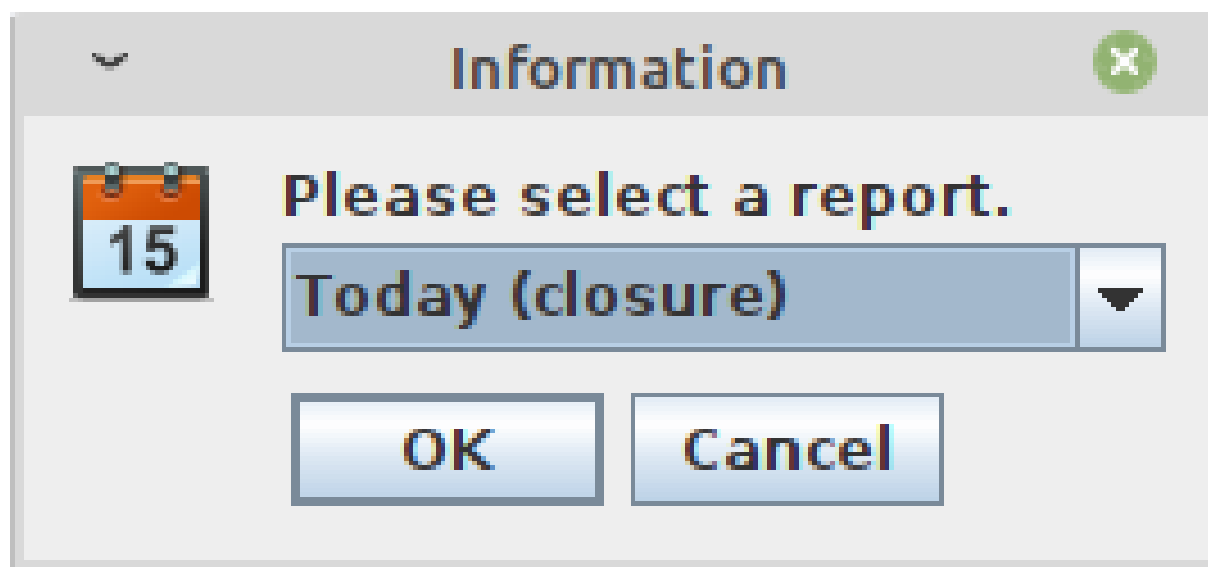 Information
15
Please select a report.
Today (closure)
OK
Cancel